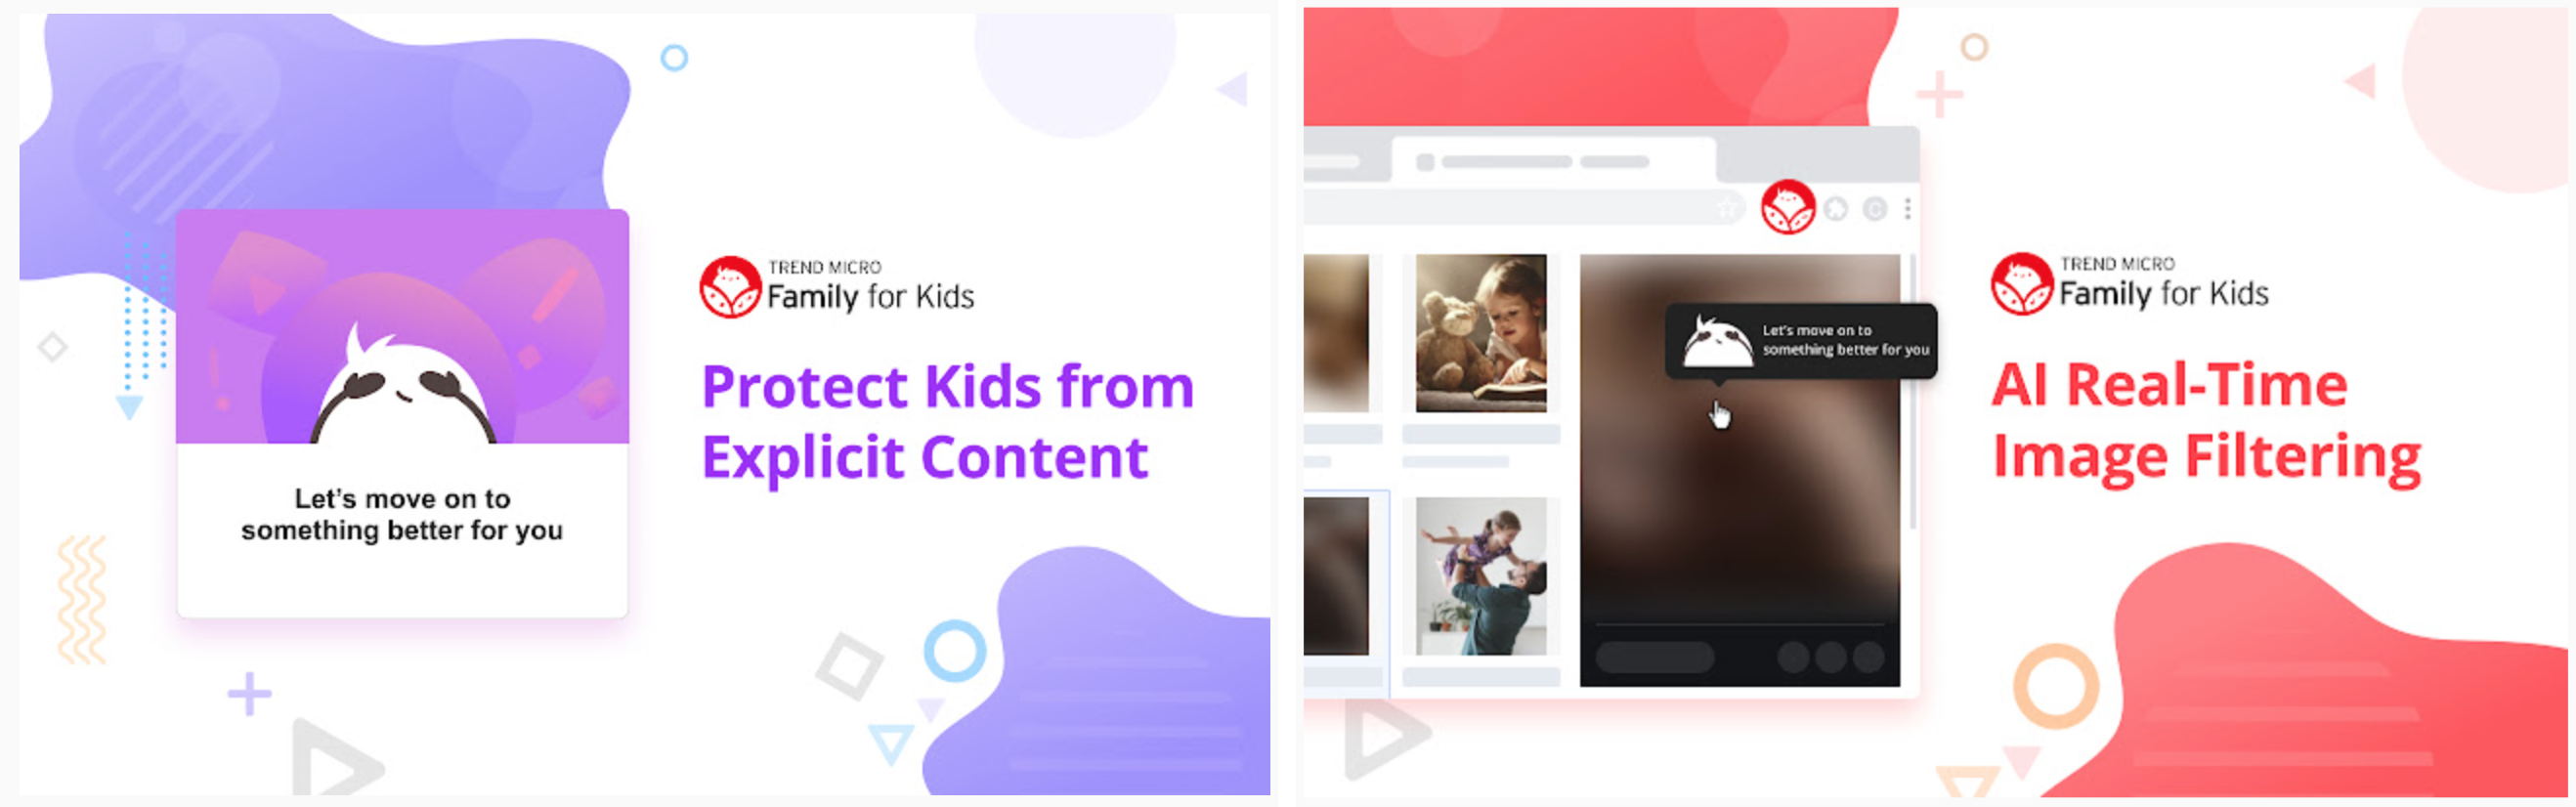 TREND MICRO
Family for Kids
Protect Kids from
Explicit Content
Let's move on to
something better for you
C
Let's move on to
something better for you
TREND MICRO
Family for Kids
AI Real-Time
Image Filtering